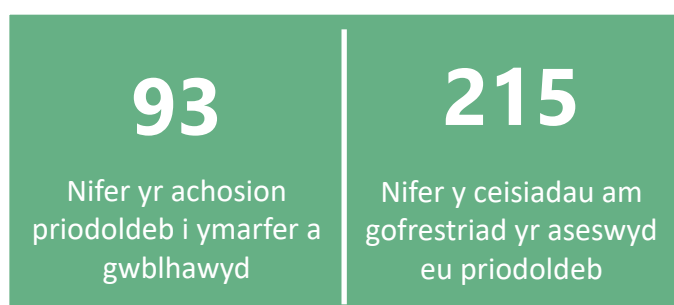 93
Nifer yr achosion
priodoldeb i ymarfer a
gwblhawyd
215
Nifer y ceisiadau am
gofrestriad yr aseswyd
eu priodoldeb